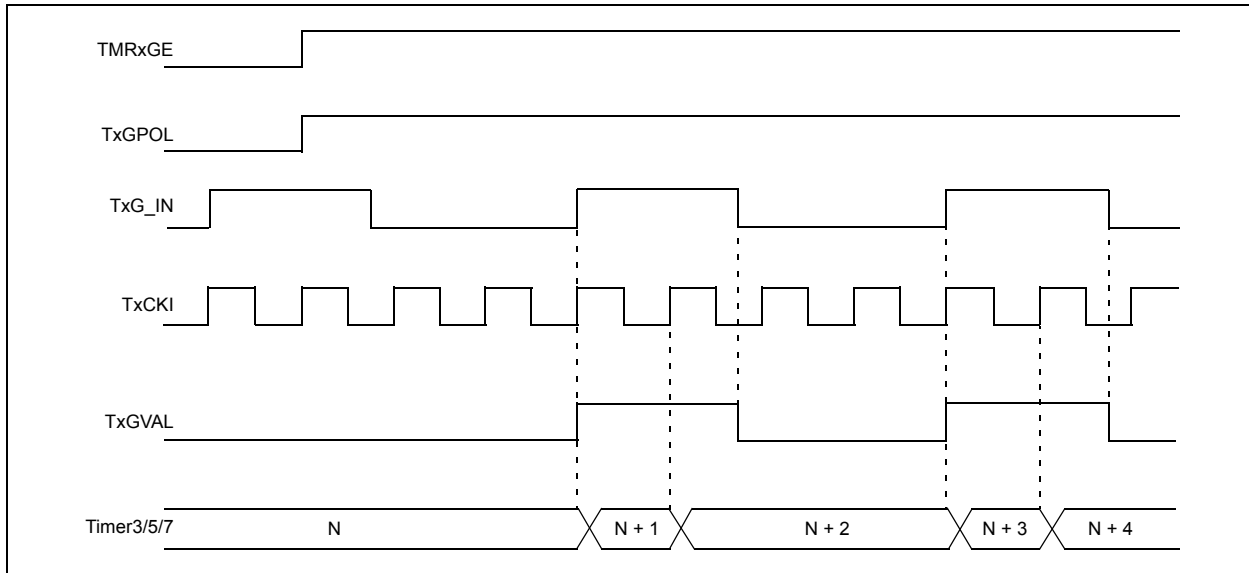 TMRxGE
TxGPOL
TxG_IN
TxCKI
TxGVAL
Timer3/5/7 N N + 1 N + 2 N + 3 N + 4